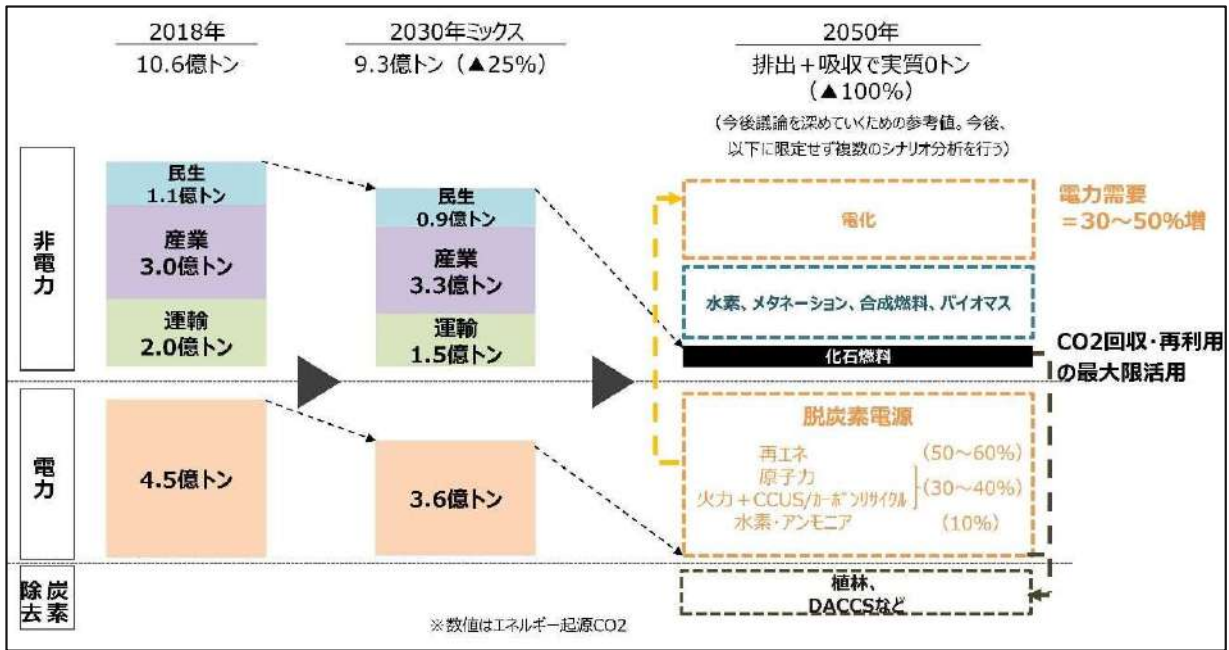 2018年
10.6億トン
2030年ミックス
9.3億トン（▲25%）
2050年
排出＋吸収で実質0トン
（▲100%）
（今後議論を深めていくための参考値。今後、
以下に限定せず複数のシナリオ分析を行う）
非電力
民生
1.1億トン
産業
3.0億トン
運輸
2.0億トン
民生
0.9億トン
産業
3.3億トン
運輸
1.5億トン
電化
電力需要
＝30～50%増
水素、メタネーション、合成燃料、バイオマス
化石燃料
CO2回収・再利用
の最大限活用
電力
4.5億トン
3.6億トン
脱炭素電源
再エネ （50～60%）
原子力
火力＋CCUS/カーボンリサイクル （30～40%）
水素・アンモニア （10%）
炭素除去
植林、
DACCSなど
※数値はエネルギー起源CO2